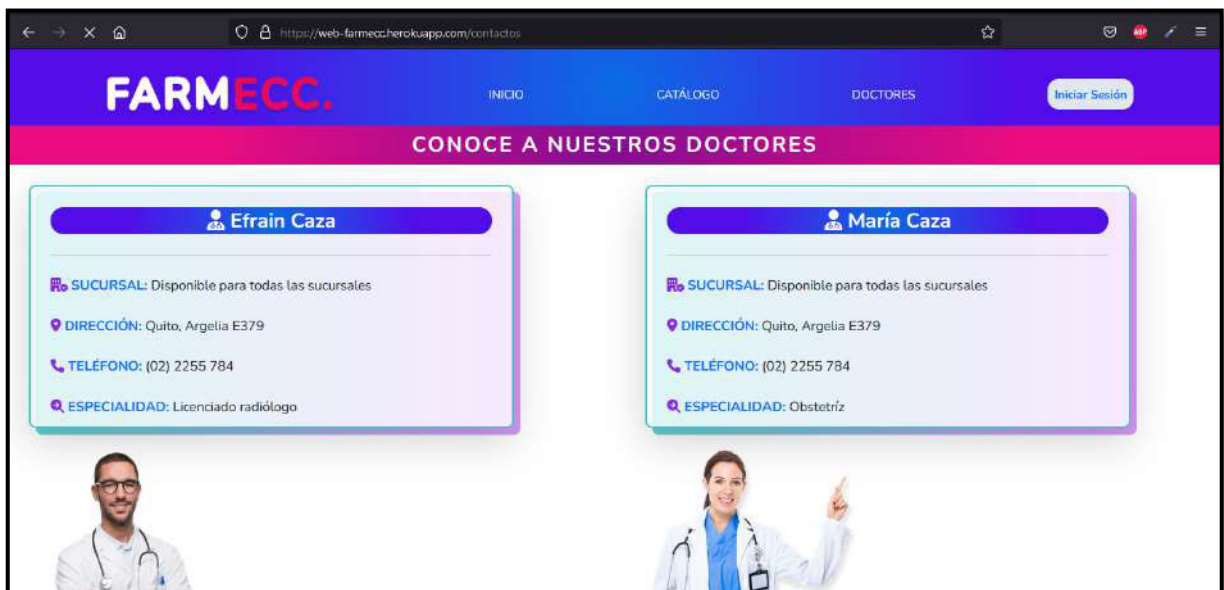 https://web-farmecc.herokuapp.com/contactos
ABP
FARMECC.
INICIO
CATÁLOGO
DOCTORES
Iniciar Sesión
CONOCE A NUESTROS DOCTORES
Efrain Caza
SUCURSAL: Disponible para todas las sucursales
DIRECCIÓN: Quito, Argelia E379
TELÉFONO: (02) 2255 784
ESPECIALIDAD: Licenciado radiólogo
María Caza
SUCURSAL: Disponible para todas las sucursales
DIRECCIÓN: Quito, Argelia E379
TELÉFONO: (02) 2255 784
ESPECIALIDAD: Obstetríz